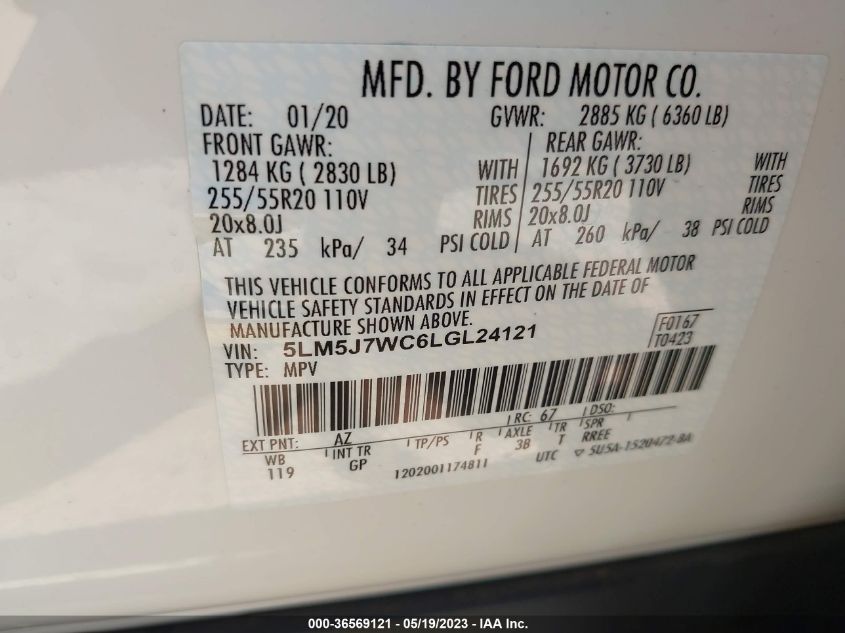 MFD. BY FORD MOTOR CO.
DATE: 01/20 GVWR: 2885 KG ( 6360 LB)
FRONT GAWR: REAR GAWR:
1284 KG ( 2830 LB) WITH 1692 KG ( 3730 LB) WITH
255/55R20 110V TIRES 255/55R20 110V TIRES
20x8.0J RIMS 20x8.0J RIMS
AT 235 kPa/ 34 PSI COLD AT 260 kPa/ 38 PSI COLD
THIS VEHICLE CONFORMS TO ALL APPLICABLE FEDERAL MOTOR
VEHICLE SAFETY STANDARDS IN EFFECT ON THE DATE OF
MANUFACTURE SHOWN ABOVE.
VIN: 5LM5J7WC6LGL24121 F0167
TYPE: MPV T0423
EXT PNT: AZ RC: 67 DSO:
WB INT TR TP/PS R AXLE TR SPR
119 GP F 3B T RREE
1202001174811 UTC ▽ 5U5A-1520472-BA
000-36569121 / 05/19/2023 - IAA Inc.